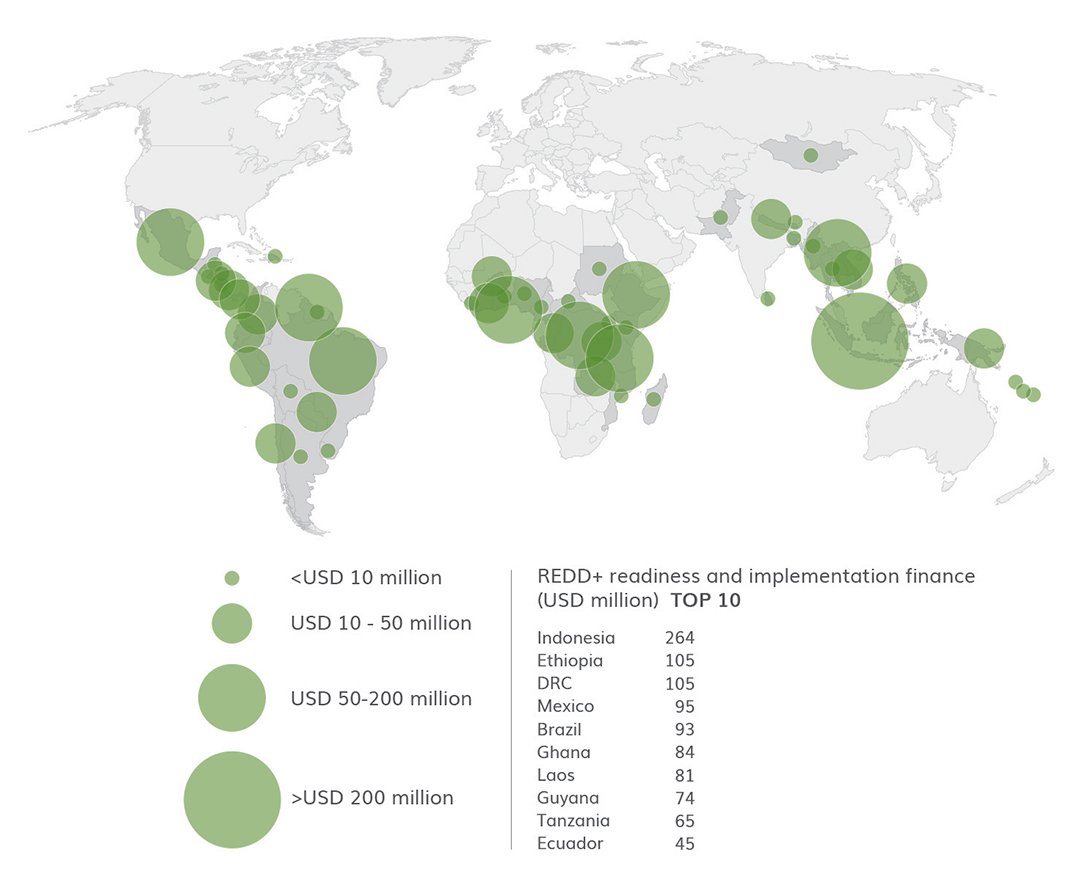 <USD 10 million
USD 10 - 50 million
USD 50-200 million
>USD 200 million
REDD+ readiness and implementation finance
(USD million) TOP 10
Indonesia 264
Ethiopia 105
DRC 105
Mexico 95
Brazil 93
Ghana 84
Laos 81
Guyana 74
Tanzania 65
Ecuador 45